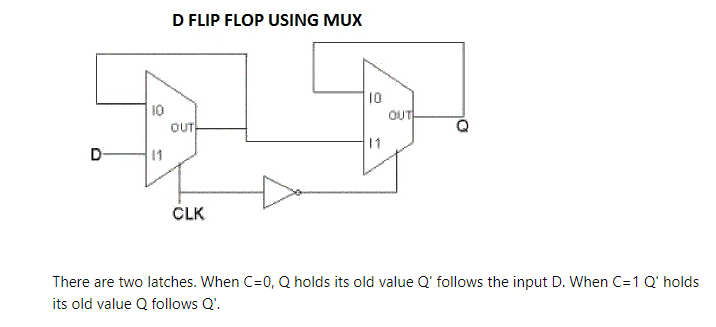 D FLIP FLOP USING MUX
I0
OUT
D
I1
CLK
I0
OUT
I1
Q
There are two latches. When C=0, Q holds its old value Q' follows the input D. When C=1 Q' holds
its old value Q follows Q'.